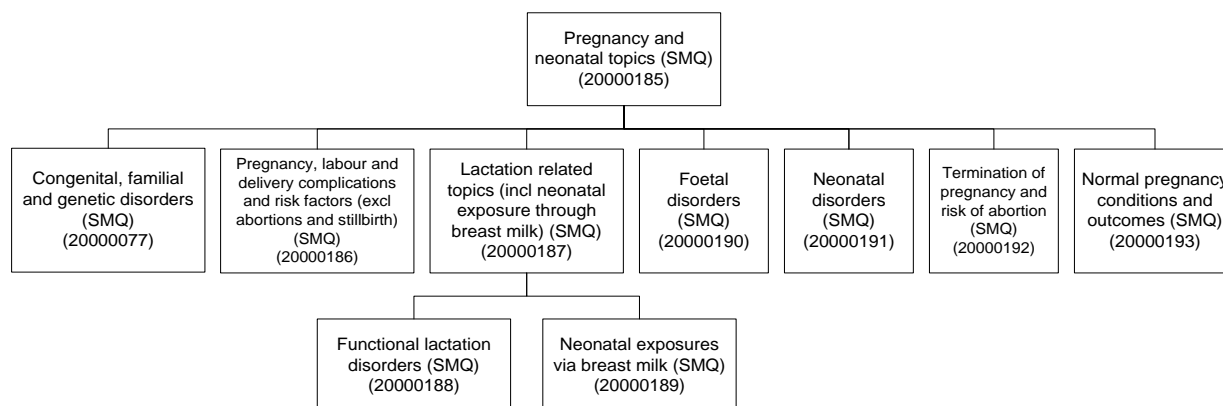 Pregnancy and
neonatal topics (SMQ)
(20000185)
Congenital, familial
and genetic disorders
(SMQ)
(20000077)
Pregnancy, labour and
delivery complications
and risk factors (excl
abortions and stillbirth)
(SMQ)
(20000186)
Lactation related
topics (incl neonatal
exposure through
breast milk) (SMQ)
(20000187)
Foetal
disorders
(SMQ)
(20000190)
Neonatal
disorders
(SMQ)
(20000191)
Termination of
pregnancy and
risk of abortion
(SMQ)
(20000192)
Normal pregnancy
conditions and
outcomes (SMQ)
(20000193)
Functional lactation
disorders (SMQ)
(20000188)
Neonatal exposures
via breast milk (SMQ)
(20000189)